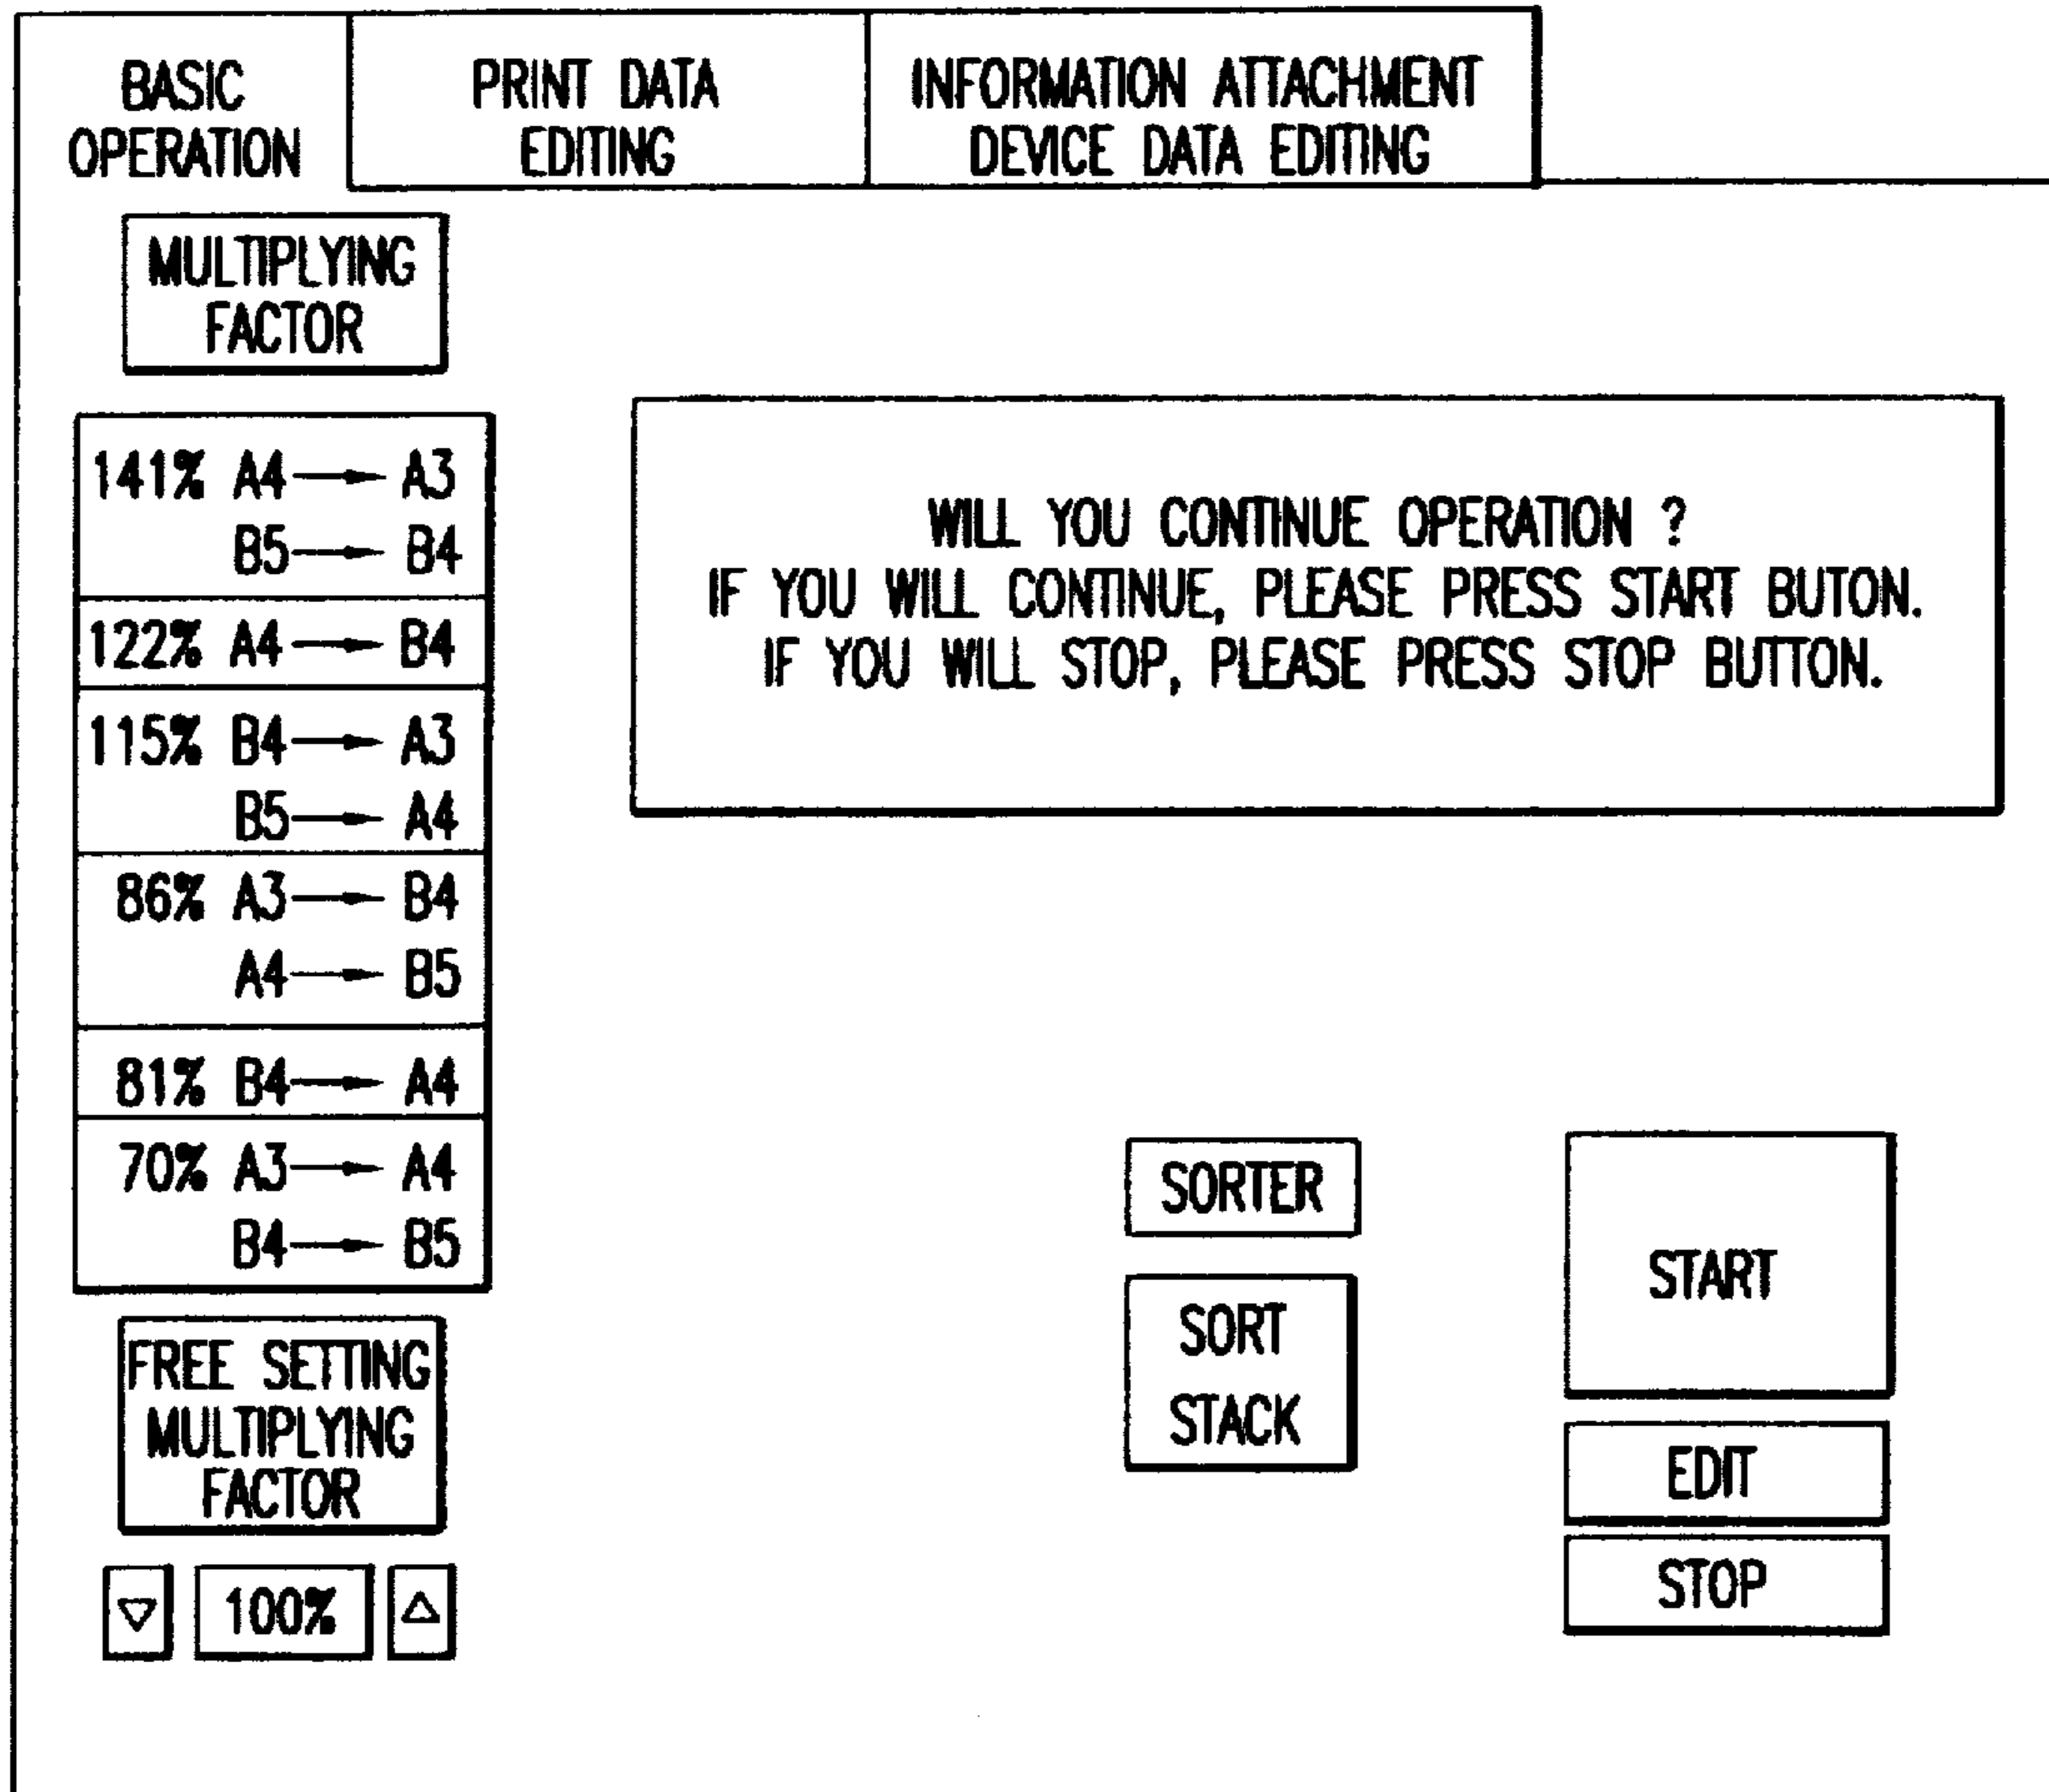 BASIC
OPERATION
PRINT DATA
EDITING
INFORMATION ATTACHMENT
DEVICE DATA EDITING
MULTIPLYING
FACTOR
141% A4 → A3
B5 → B4
122% A4 → B4
115% B4 → A3
B5 → A4
86% A3 → B4
A4 → B5
81% B4 → A4
70% A3 → A4
B4 → B5
FREE SETTING
MULTIPLYING
FACTOR
▽ 100% △
WILL YOU CONTINUE OPERATION ?
IF YOU WILL CONTINUE, PLEASE PRESS START BUTON.
IF YOU WILL STOP, PLEASE PRESS STOP BUTTON.
SORTER
SORT
STACK
START
EDIT
STOP